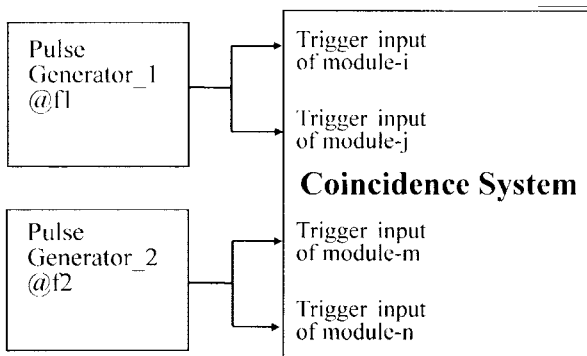 Pulse
Generator_1
@f1
Trigger input
of module-i
Trigger input
of module-j
Coincidence System
Pulse
Generator_2
@f2
Trigger input
of module-m
Trigger input
of module-n